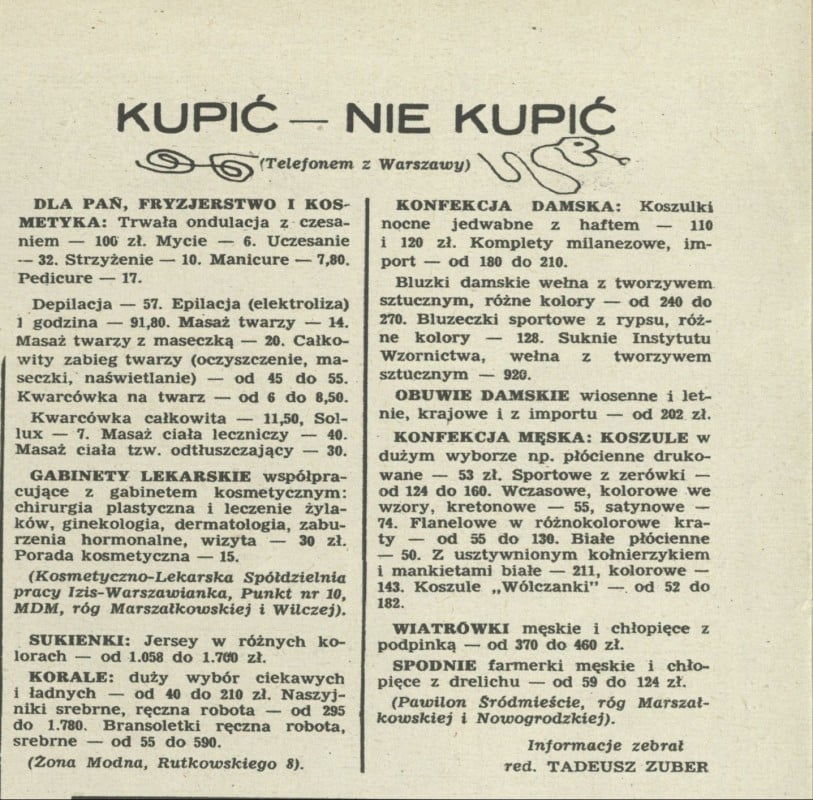 KUPIĆ — NIE KUPIĆ
(Telefonem z Warszawy)
DLA PAŃ, FRYZJERSTWO I KOS-
METYKA: Trwała ondulacja z czesa-
niem — 100 zł. Mycie — 6. Uczesanie
— 32. Strzyżenie — 10. Manicure — 7,80.
Pedicure — 17.
Depilacja — 57. Epilacja (elektroliza)
1 godzina — 91,80. Masaż twarzy — 14.
Masaż twarzy z maseczką — 20. Całko-
wity zabieg twarzy (oczyszczenie, ma-
seczki, naświetlanie) — od 45 do 55.
Kwarcówka na twarz — od 6 do 8,50.
Kwarcówka całkowita — 11,50, Sol-
lux — 7. Masaż ciała leczniczy — 40.
Masaż ciała tzw. odtłuszczający — 30.
GABINETY LEKARSKIE współpra-
cujące z gabinetem kosmetycznym:
chirurgia plastyczna i leczenie żyla-
ków, ginekologia, dermatologia, zabu-
rzenia hormonalne, wizyta — 30 zł.
Porada kosmetyczna — 15.
(Kosmetyczno-Lekarska Spółdzielnia
pracy Izis-Warszawianka, Punkt nr 10,
MDM, róg Marszałkowskiej i Wilczej).
SUKIENKI: Jersey w różnych ko-
lorach — od 1.058 do 1.700 zł.
KORALE: duży wybór ciekawych
i ładnych — od 40 do 210 zł. Naszyj-
niki srebrne, ręczna robota — od 295
do 1.780. Bransoletki ręczna robota,
srebrne — od 55 do 590.
(Żona Modna, Rutkowskiego 8).
KONFEKCJA DAMSKA: Koszulki
nocne jedwabne z haftem — 110
i 120 zł. Komplety milanezowe, im-
port — od 180 do 210.
Bluzki damskie wełna z tworzywem
sztucznym, różne kolory — od 240 do
270. Bluzeczki sportowe z rypsu, róż-
ne kolory — 128. Suknie Instytutu
Wzornictwa, wełna z tworzywem
sztucznym — 920.
OBUWIE DAMSKIE wiosenne i let-
nie, krajowe i z importu — od 202 zł.
KONFEKCJA MĘSKA: KOSZULE w
dużym wyborze np. płócienne druko-
wane — 53 zł. Sportowe z zerówki —
od 124 do 160. Wczasowe, kolorowe we
wzory, kretonowe — 55, satynowe —
74. Flanelowe w różnokolorowe kra-
ty — od 55 do 130. Białe płócienne
— 50. Z usztywnionym kołnierzykiem
i mankietami białe — 211, kolorowe —
143. Koszule „Wólczanki" — od 52 do
182.
WIATRÓWKI męskie i chłopięce z
podpinką — od 370 do 460 zł.
SPODNIE farmerki męskie i chło-
pięce z drelichu — od 59 do 124 zł.
(Pawilon Śródmieście, róg Marszał-
kowskiej i Nowogrodzkiej).
Informacje zebrał
red. TADEUSZ ZUBER